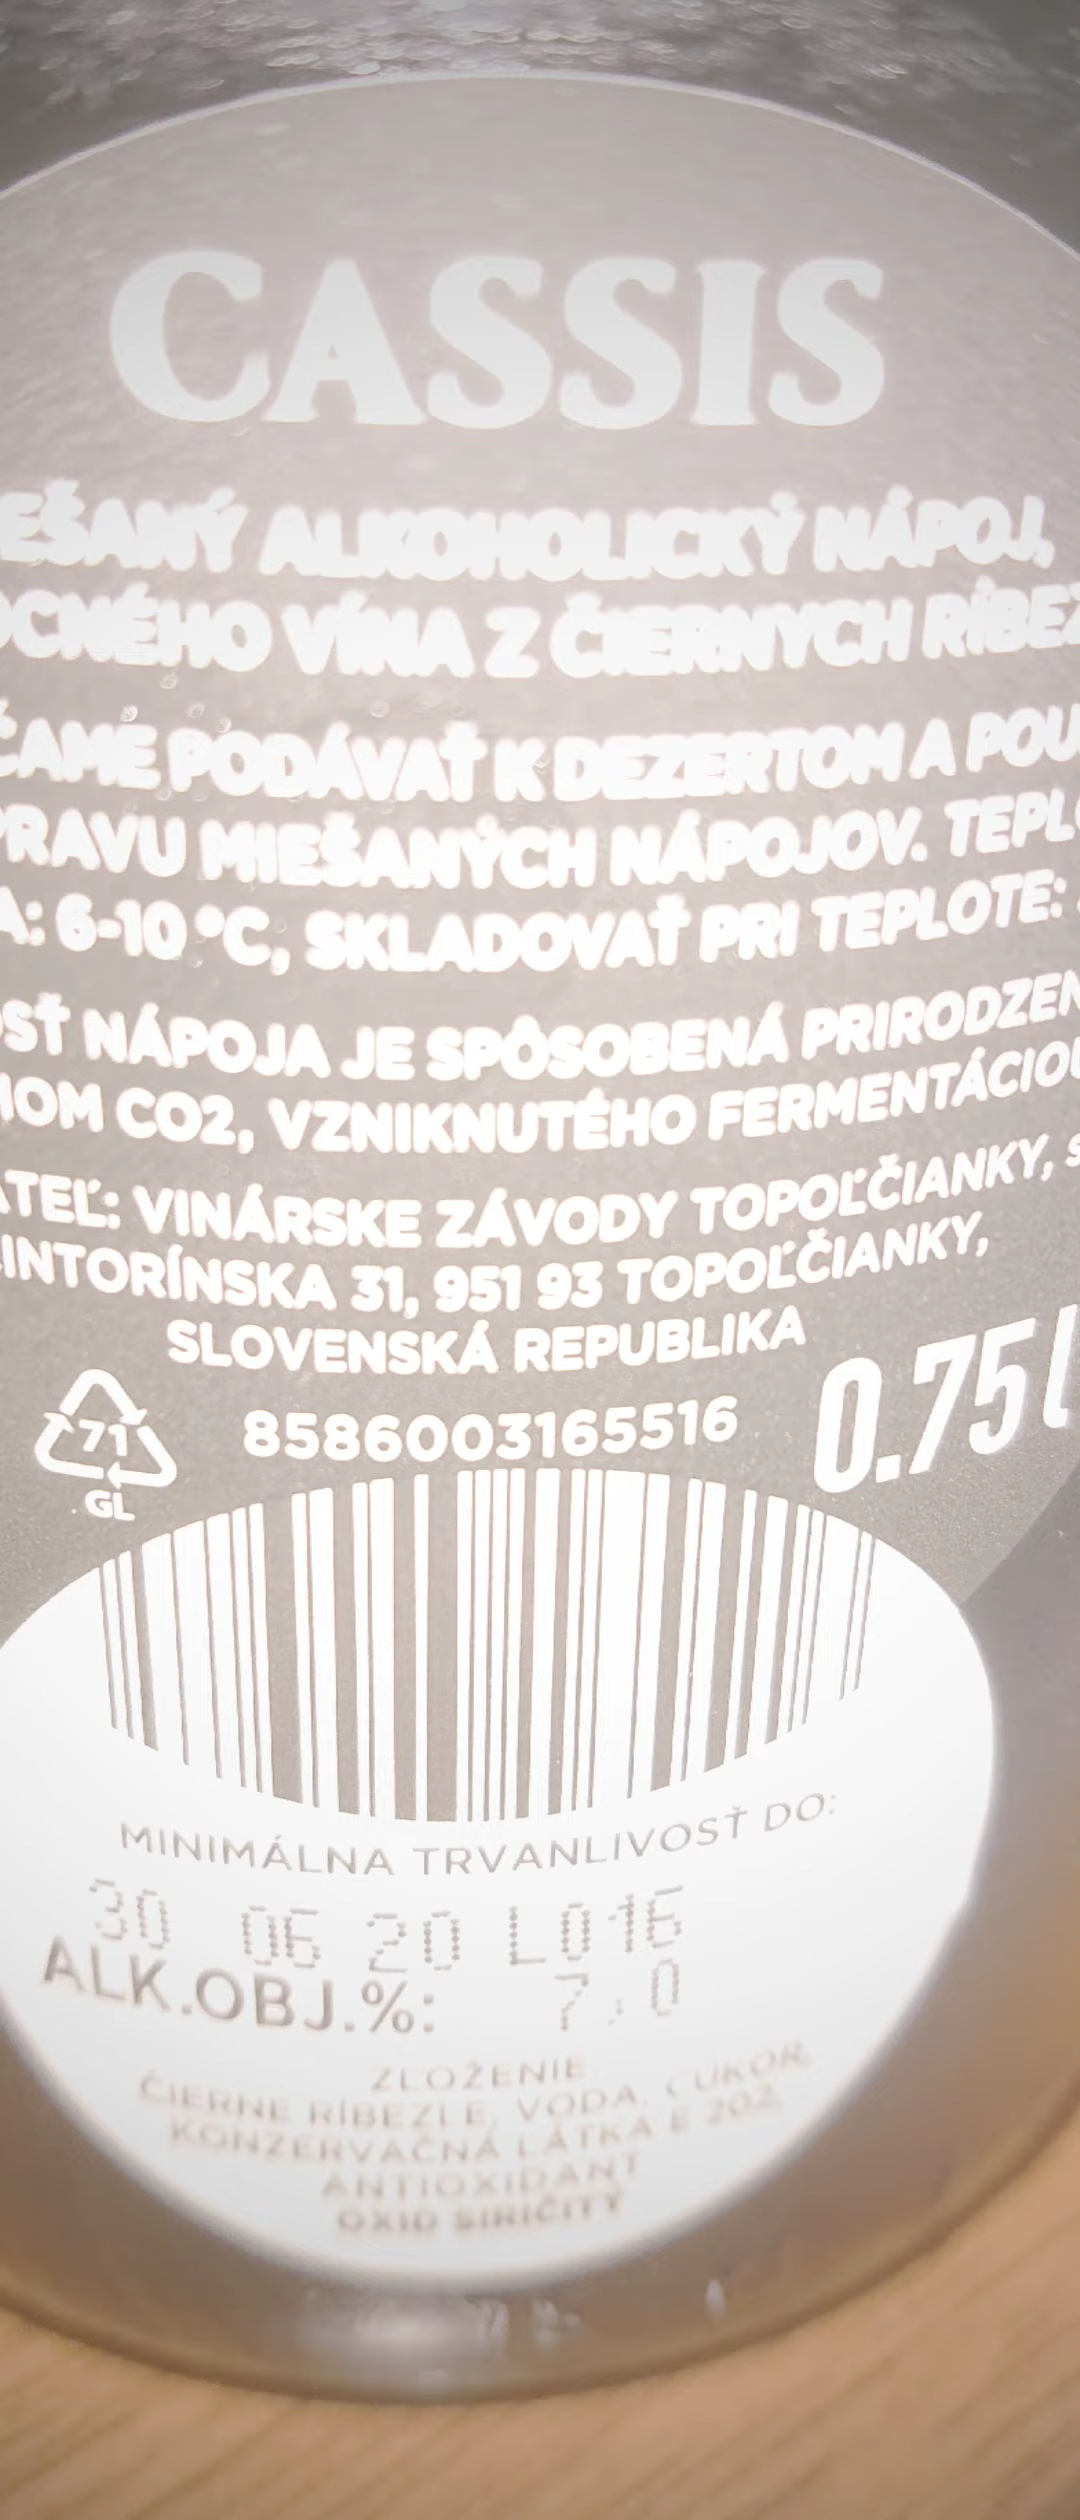 CASSIS
EŠANÝ ALKOHOLICKÝ NÁPOJ,
OCNÉHO VÍNA Z ČIERNYCH RÍBEZ
ČAME PODÁVAŤ K DEZERTOM A POU
PRAVU MIEŠANÝCH NÁPOJOV. TEPL
A: 6-10 °C, SKLADOVAŤ PRI TEPLOTE:
OSŤ NÁPOJA JE SPÔSOBENÁ PRIRODZEN
IOM CO2, VZNIKNUTÉHO FERMENTÁCIOU
ATEĽ: VINÁRSKE ZÁVODY TOPOĽČIANKY, s
INTORÍNSKA 31, 951 93 TOPOĽČIANKY,
SLOVENSKÁ REPUBLIKA
0.75l
71
GL
8586003165516
MINIMÁLNA TRVANLIVOSŤ DO:
30 06 20 L016
ALK.OBJ.%: 7,0
ZLOŽENIE
ČIERNE RÍBEZLE, VODA, CUKOR,
KONZERVAČNÁ LÁTKA E 202,
ANTIOXIDANT
OXID SIRIČITÝ